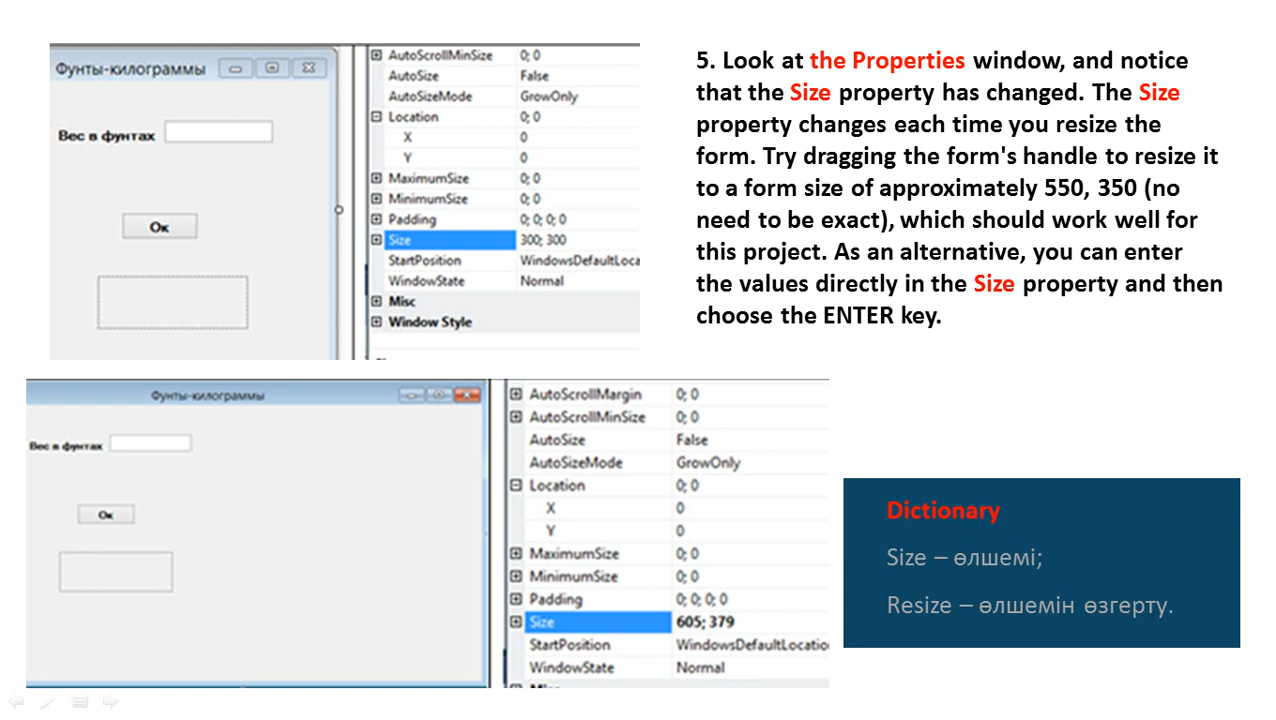 Фунты-килограммы
Вес в фунтах
Ок
AutoScrollMinSize 0; 0
AutoSize False
AutoSizeMode GrowOnly
Location 0; 0
X 0
Y 0
MaximumSize 0; 0
MinimumSize 0; 0
Padding 0; 0; 0; 0
Size 300; 300
StartPosition WindowsDefaultLoca
WindowState Normal
Misc
Window Style
5. Look at the Properties window, and notice
that the Size property has changed. The Size
property changes each time you resize the
form. Try dragging the form's handle to resize it
to a form size of approximately 550, 350 (no
need to be exact), which should work well for
this project. As an alternative, you can enter
the values directly in the Size property and then
choose the ENTER key.
Фунты-килограммы
Вес в фунтах
Ок
AutoScrollMargin 0; 0
AutoScrollMinSize 0; 0
AutoSize False
AutoSizeMode GrowOnly
Location 0; 0
X 0
Y 0
MaximumSize 0; 0
MinimumSize 0; 0
Padding 0; 0; 0; 0
Size 605; 379
StartPosition WindowsDefaultLocatio
WindowState Normal
Dictionary
Size – өлшемі;
Resize – өлшемін өзгерту.